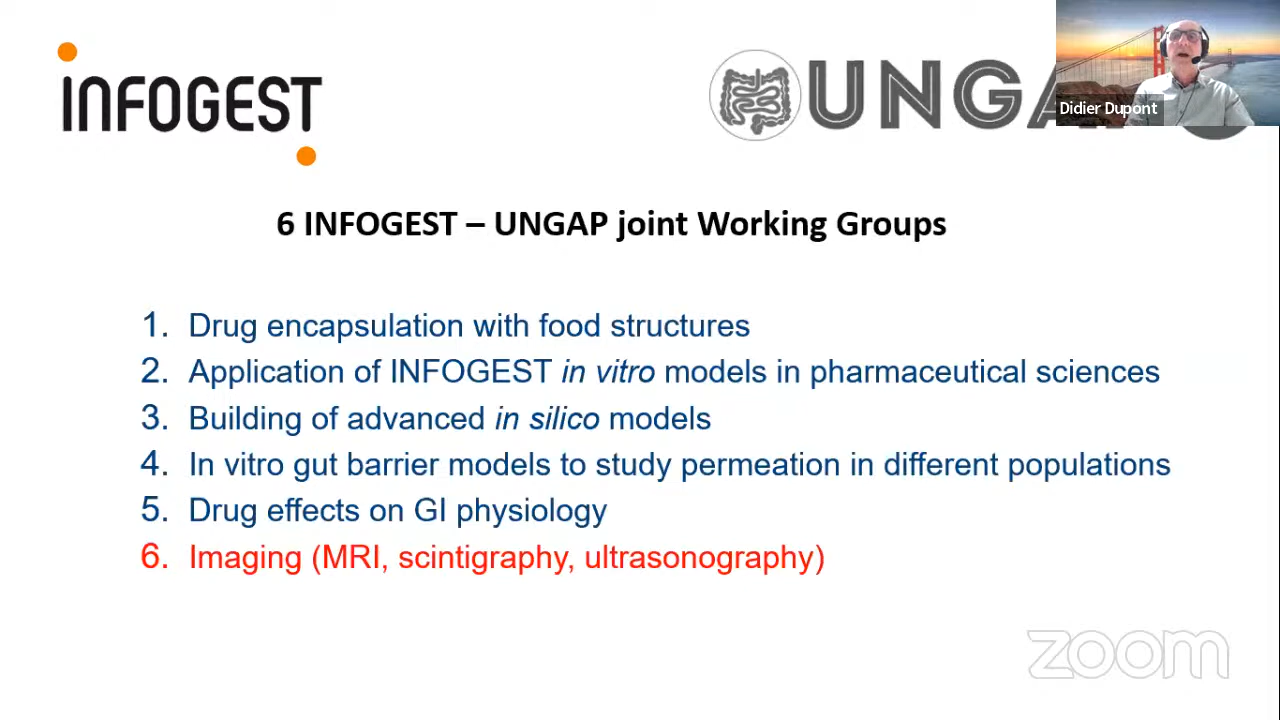 INFOGEST
UNGA
Didier Dupont
6 INFOGEST – UNGAP joint Working Groups
1. Drug encapsulation with food structures
2. Application of INFOGEST in vitro models in pharmaceutical sciences
3. Building of advanced in silico models
4. In vitro gut barrier models to study permeation in different populations
5. Drug effects on GI physiology
6. Imaging (MRI, scintigraphy, ultrasonography)
zoom